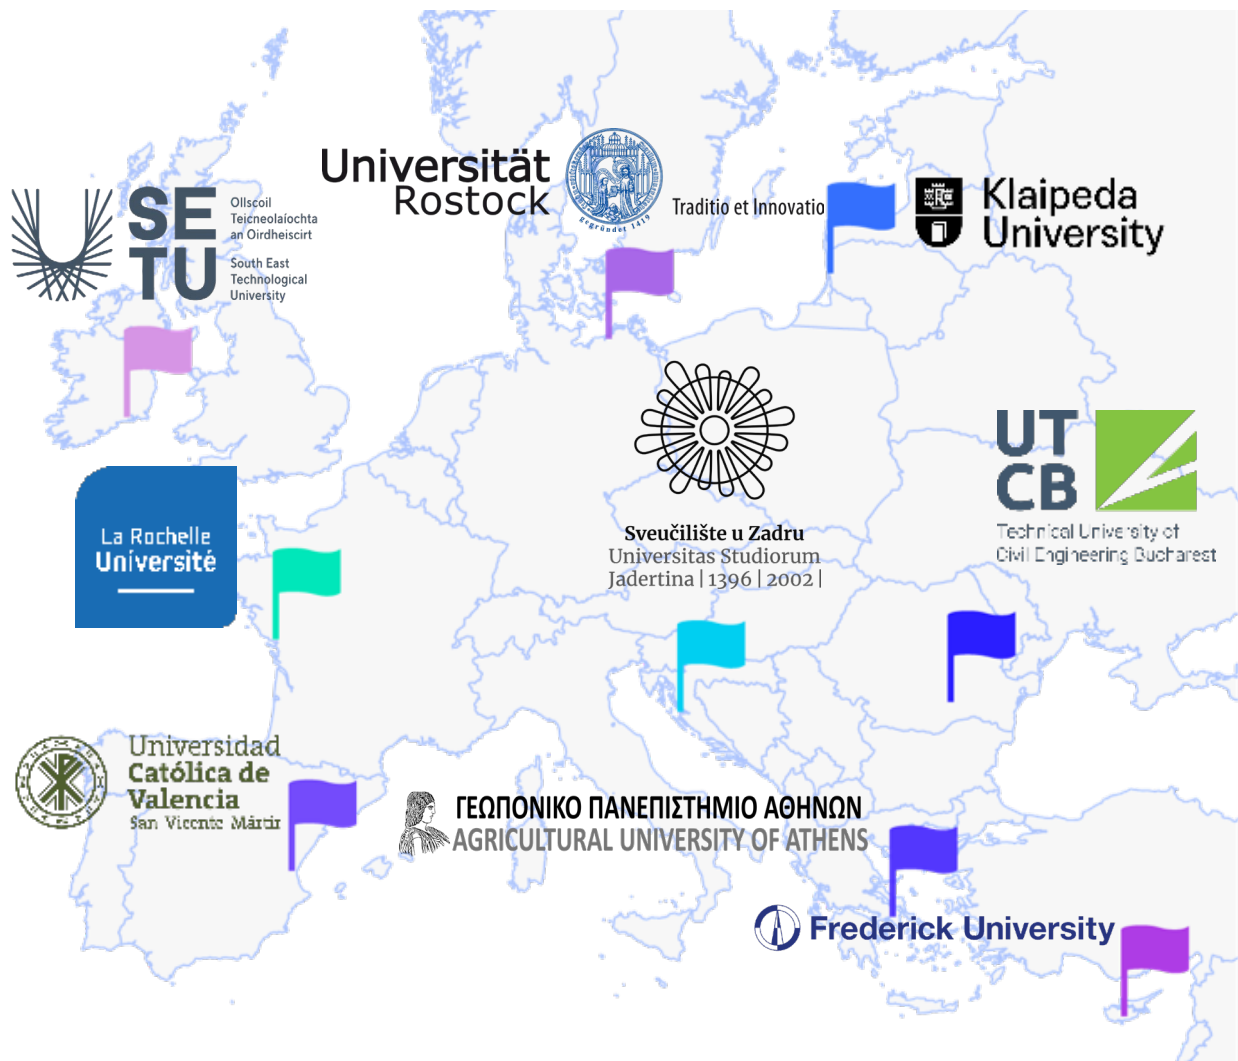 Universität
Rostock
gegründet 1419
Traditio et Innovatio
Klaipeda
University
SE
TU
Ollscoil
Teicneolaíochta
an Oirdheiscirt
South East
Technological
University
UT
CB
Technical University of
Civil Engineering Bucharest
La Rochelle
Université
Sveučilište u Zadru
Universitas Studiorum
Jadertina | 1396 | 2002 |
Universidad
Católica de
Valencia
San Vicente Mártir
ΓΕΩΠΟΝΙΚΟ ΠΑΝΕΠΙΣΤΗΜΙΟ ΑΘΗΝΩΝ
AGRICULTURAL UNIVERSITY OF ATHENS
Frederick University